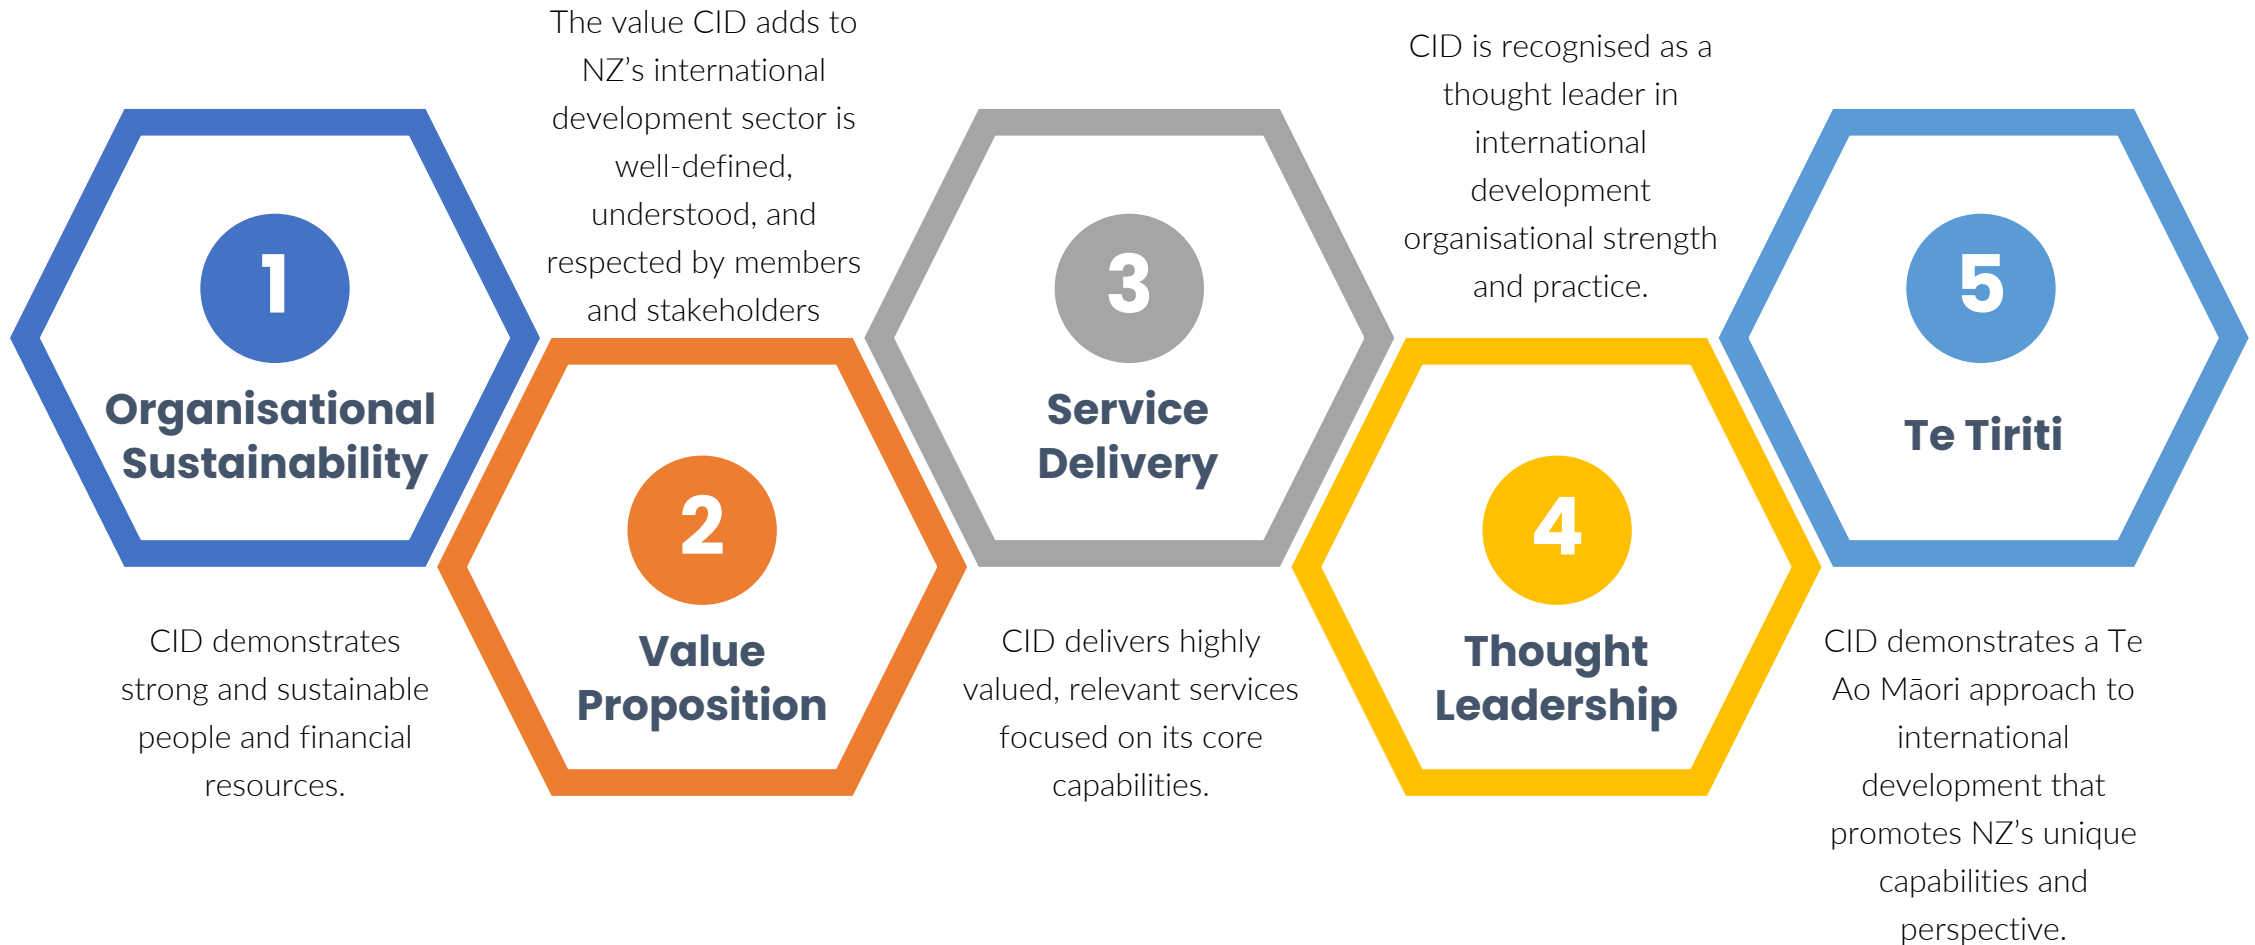 1
Organisational
Sustainability
CID demonstrates
strong and sustainable
people and financial
resources.
The value CID adds to
NZ’s international
development sector is
well-defined,
understood, and
respected by members
and stakeholders
2
Value
Proposition
3
Service
Delivery
CID delivers highly
valued, relevant services
focused on its core
capabilities.
CID is recognised as a
thought leader in
international
development
organisational strength
and practice.
4
Thought
Leadership
5
Te Tiriti
CID demonstrates a Te
Ao Māori approach to
international
development that
promotes NZ’s unique
capabilities and
perspective.